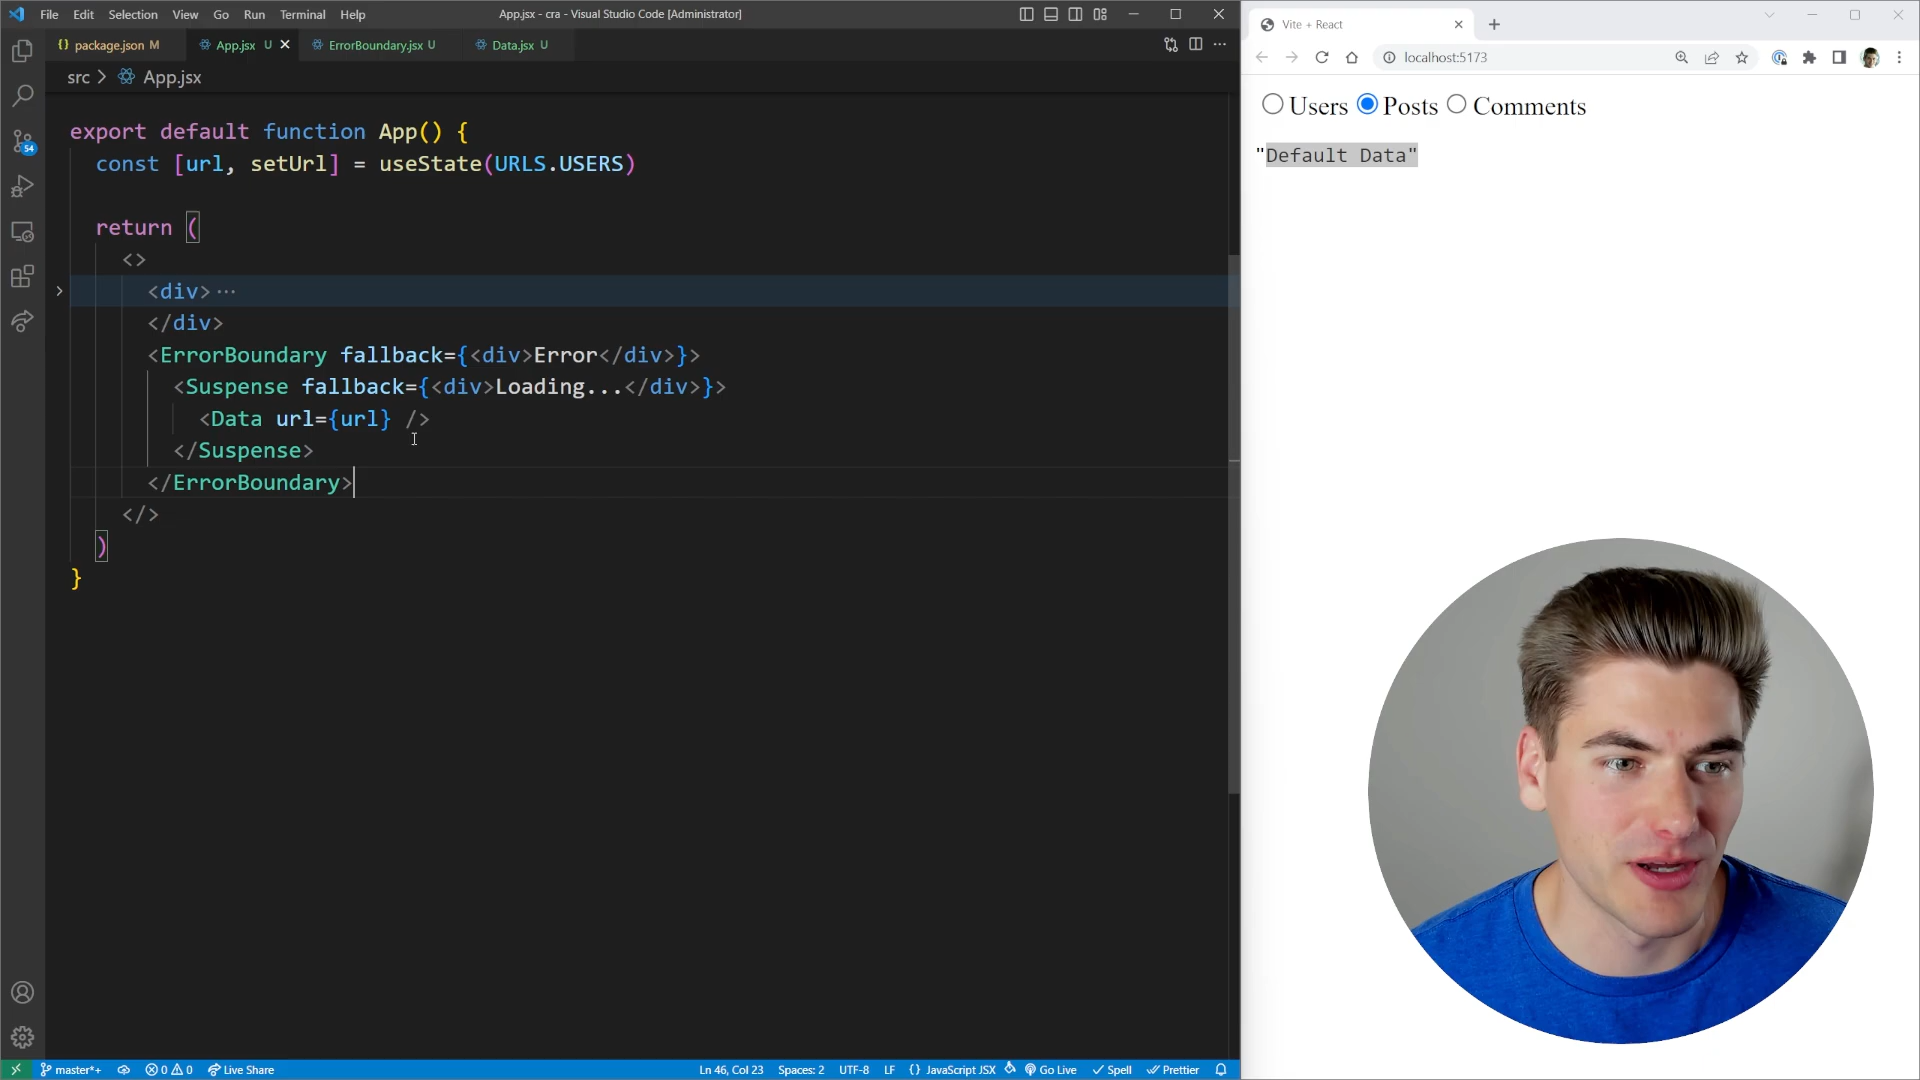 File Edit Selection View Go Run Terminal Help
App.jsx - cra - Visual Studio Code [Administrator]
{} package.json M
App.jsx U
ErrorBoundary.jsx U
Data.jsx U
src > App.jsx
export default function App() {
const [url, setUrl] = useState(URLS.USERS)
return (
<>
<div> ···
</div>
<ErrorBoundary fallback={<div>Error</div>}>
<Suspense fallback={<div>Loading...</div>}>
<Data url={url} />
</Suspense>
</ErrorBoundary>
</>
)
}
54
master*+ 0 0 Live Share
Ln 46, Col 23 Spaces: 2 UTF-8 LF {} JavaScript JSX Go Live Spell Prettier
Vite + React
localhost:5173
Users Posts Comments
"Default Data"